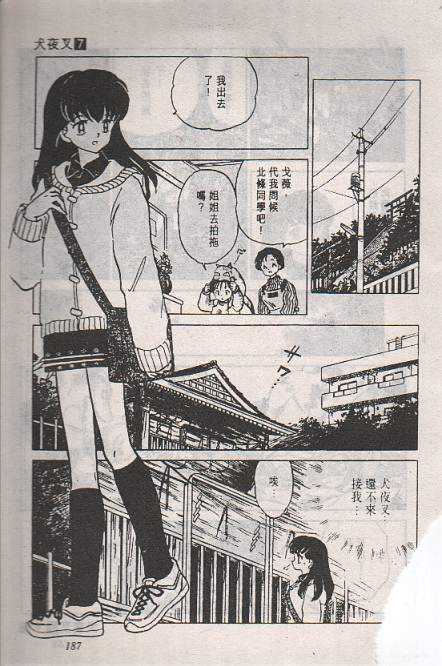 犬夜叉7
我出去
了！
戈薇．
代我問候
北條同學吧！
姐姐去拍拖
嗎？
犬夜叉…
還不來
接我…
唉…
187